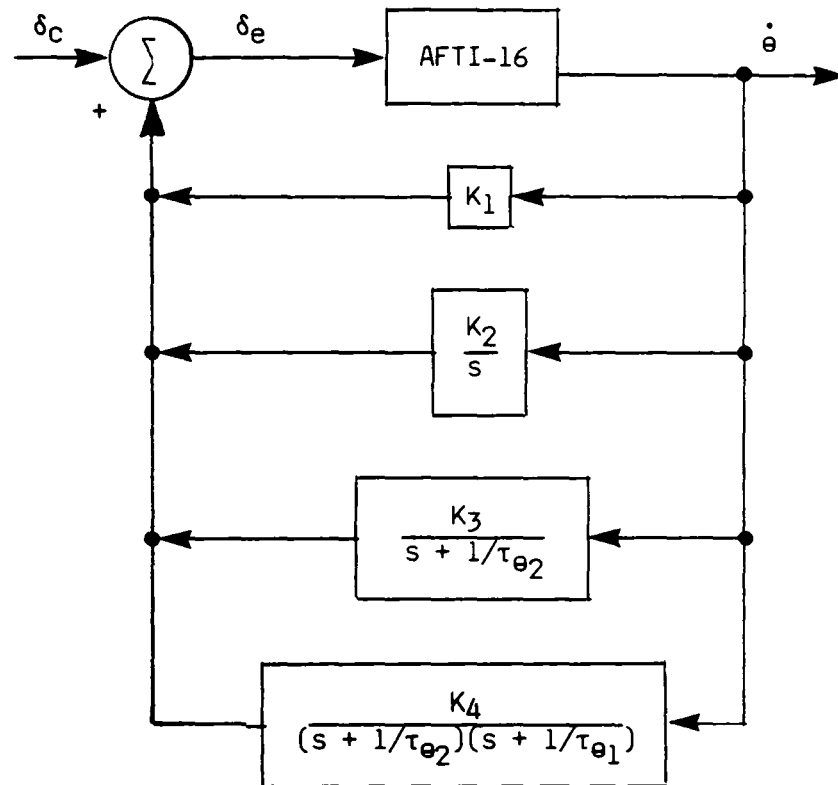 δc
Σ
δe
AFTI-16
θ̇
+
K1
K2
s
K3
s + 1/τθ2
K4
(s + 1/τθ2)(s + 1/τθ1)